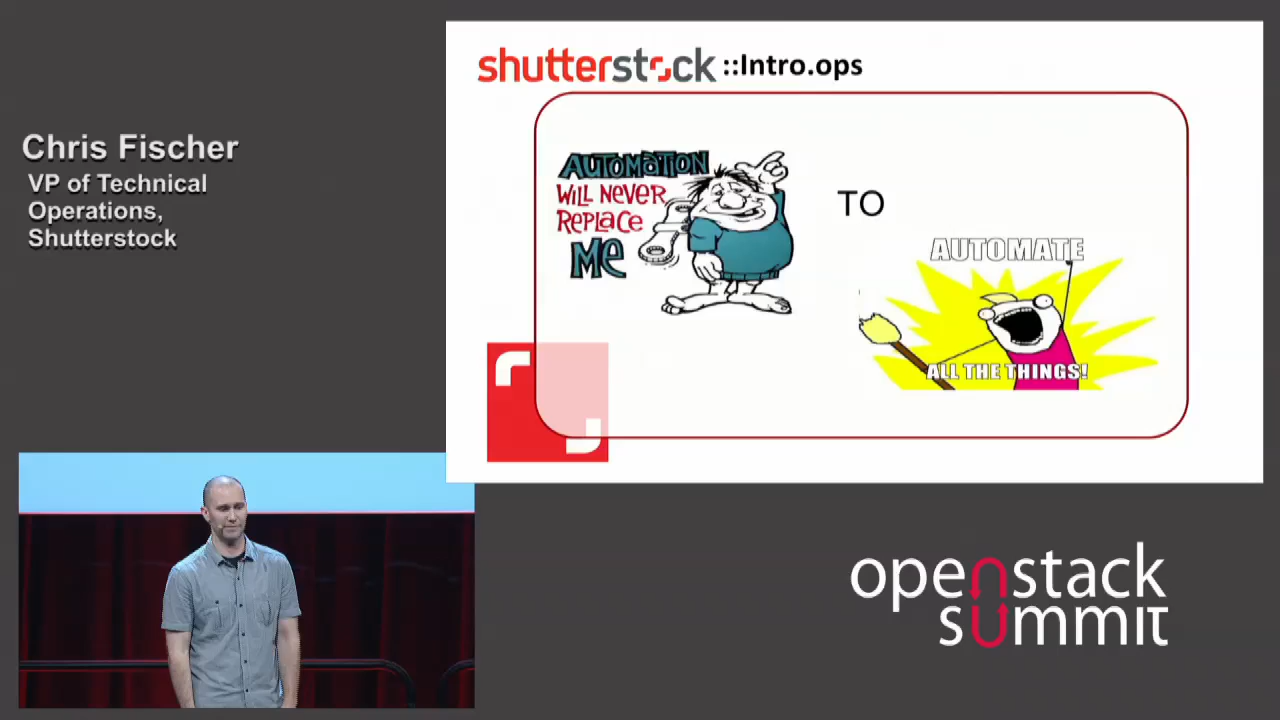 Chris Fischer
VP of Technical
Operations,
Shutterstock
shutterstock ::Intro.ops
AUTOMATION
WILL NEVER
REPLACE
ME
TO
AUTOMATE
ALL THE THINGS!
openstack
summit